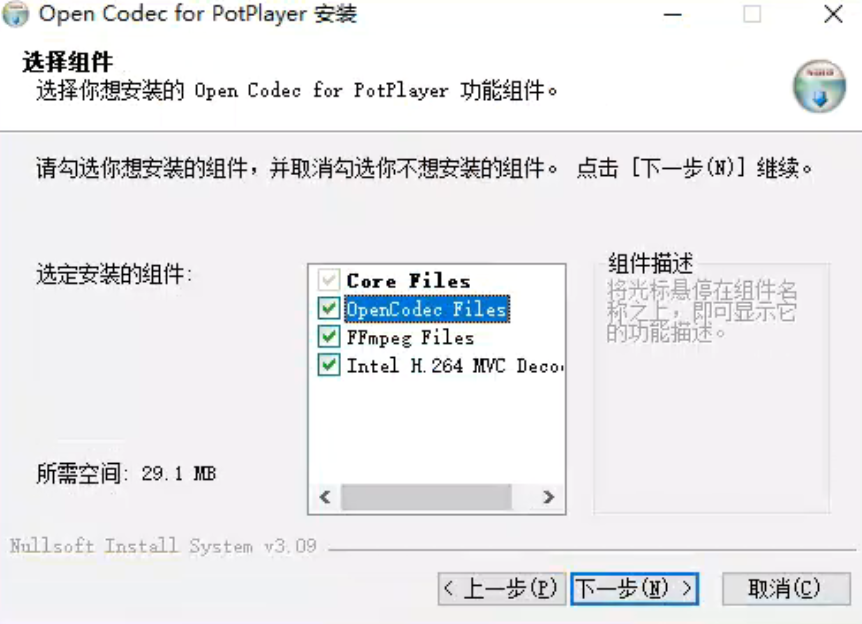 Open Codec for PotPlayer 安装
选择组件
选择你想安装的 Open Codec for PotPlayer 功能组件。
请勾选你想安装的组件，并取消勾选你不想安装的组件。 点击 [下一步(N)] 继续。
选定安装的组件:
Core Files
OpenCodec Files
FFmpeg Files
Intel H.264 MVC Deco
组件描述
将光标悬停在组件名
称之上，即可显示它
的功能描述。
所需空间: 29.1 MB
Nullsoft Install System v3.09
< 上一步(P)
下一步(N) >
取消(C)